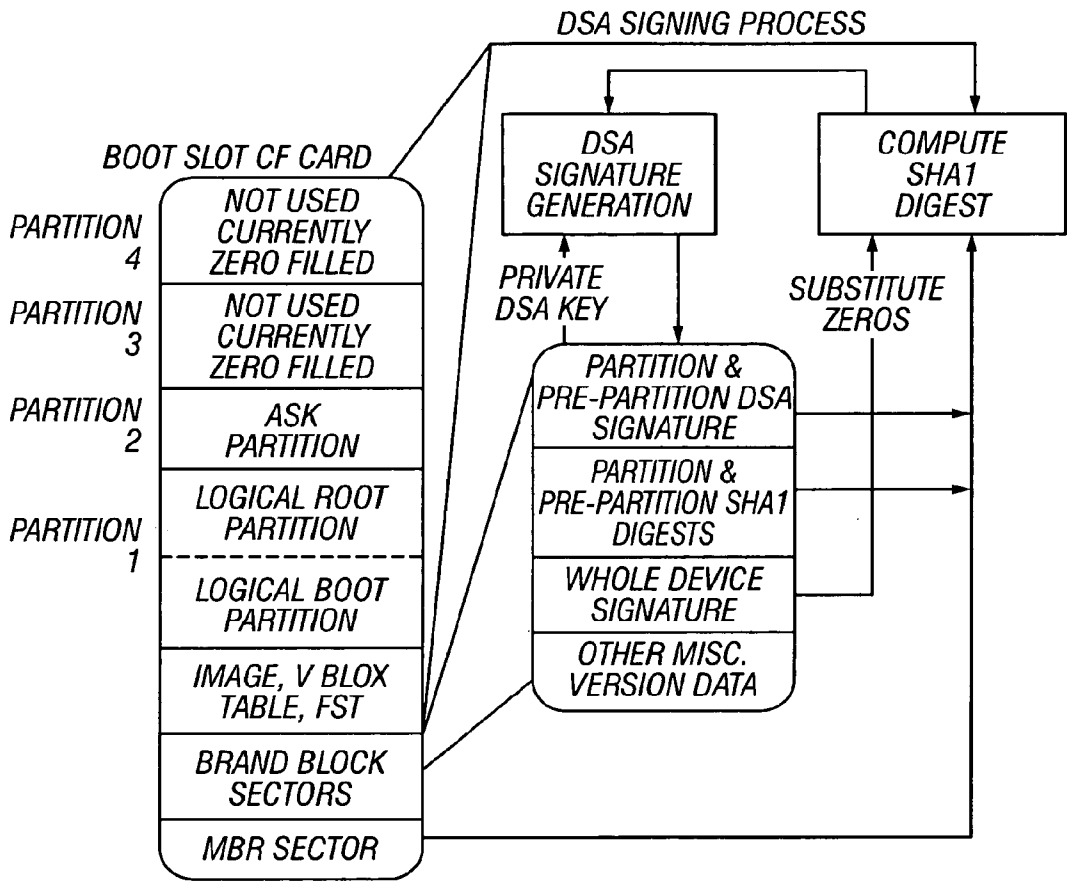 DSA SIGNING PROCESS
BOOT SLOT CF CARD
PARTITION
4
NOT USED
CURRENTLY
ZERO FILLED
PARTITION
3
NOT USED
CURRENTLY
ZERO FILLED
PARTITION
2
ASK
PARTITION
PARTITION
1
LOGICAL ROOT
PARTITION
LOGICAL BOOT
PARTITION
IMAGE, V BLOX
TABLE, FST
BRAND BLOCK
SECTORS
MBR SECTOR
DSA
SIGNATURE
GENERATION
COMPUTE
SHA1
DIGEST
PRIVATE
DSA KEY
SUBSTITUTE
ZEROS
PARTITION &
PRE-PARTITION DSA
SIGNATURE
PARTITION &
PRE-PARTITION SHA1
DIGESTS
WHOLE DEVICE
SIGNATURE
OTHER MISC.
VERSION DATA